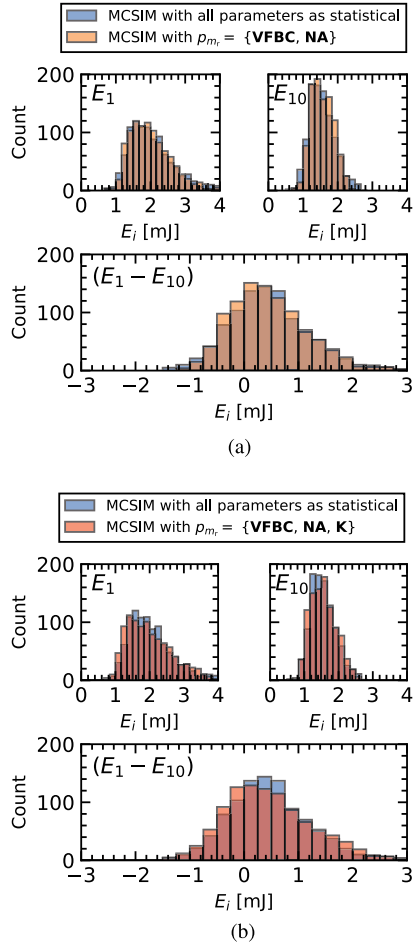 MCSIM with all parameters as statistical
MCSIM with p_{m_r} = {VFBC, NA}
200
100
0
Count
E_1
0 1 2 3 4
E_i [mJ]
E_10
0 1 2 3 4
E_i [mJ]
200
100
0
Count
(E_1 − E_10)
−3 −2 −1 0 1 2 3
E_i [mJ]
(a)
MCSIM with all parameters as statistical
MCSIM with p_{m_r} = {VFBC, NA, K}
200
100
0
Count
E_1
0 1 2 3 4
E_i [mJ]
E_10
0 1 2 3 4
E_i [mJ]
200
100
0
Count
(E_1 − E_10)
−3 −2 −1 0 1 2 3
E_i [mJ]
(b)